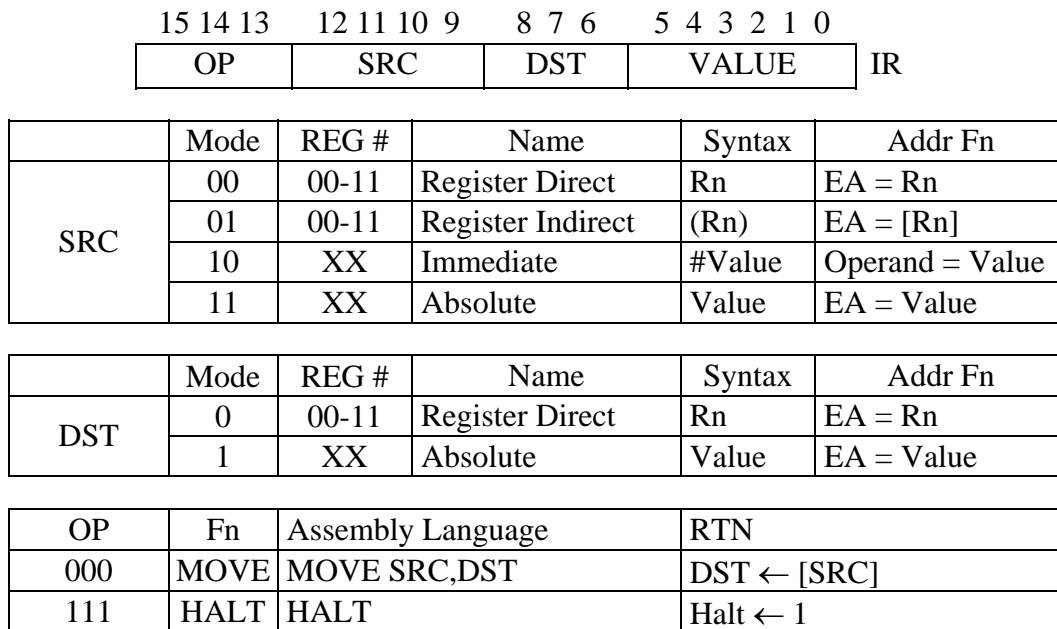 15 14 13 12 11 10 9 8 7 6 5 4 3 2 1 0
OP SRC DST VALUE IR
Mode REG # Name Syntax Addr Fn
SRC
00 00-11 Register Direct Rn EA = Rn
01 00-11 Register Indirect (Rn) EA = [Rn]
10 XX Immediate #Value Operand = Value
11 XX Absolute Value EA = Value
Mode REG # Name Syntax Addr Fn
DST
0 00-11 Register Direct Rn EA = Rn
1 XX Absolute Value EA = Value
OP Fn Assembly Language RTN
000 MOVE MOVE SRC,DST DST ← [SRC]
111 HALT HALT Halt ← 1